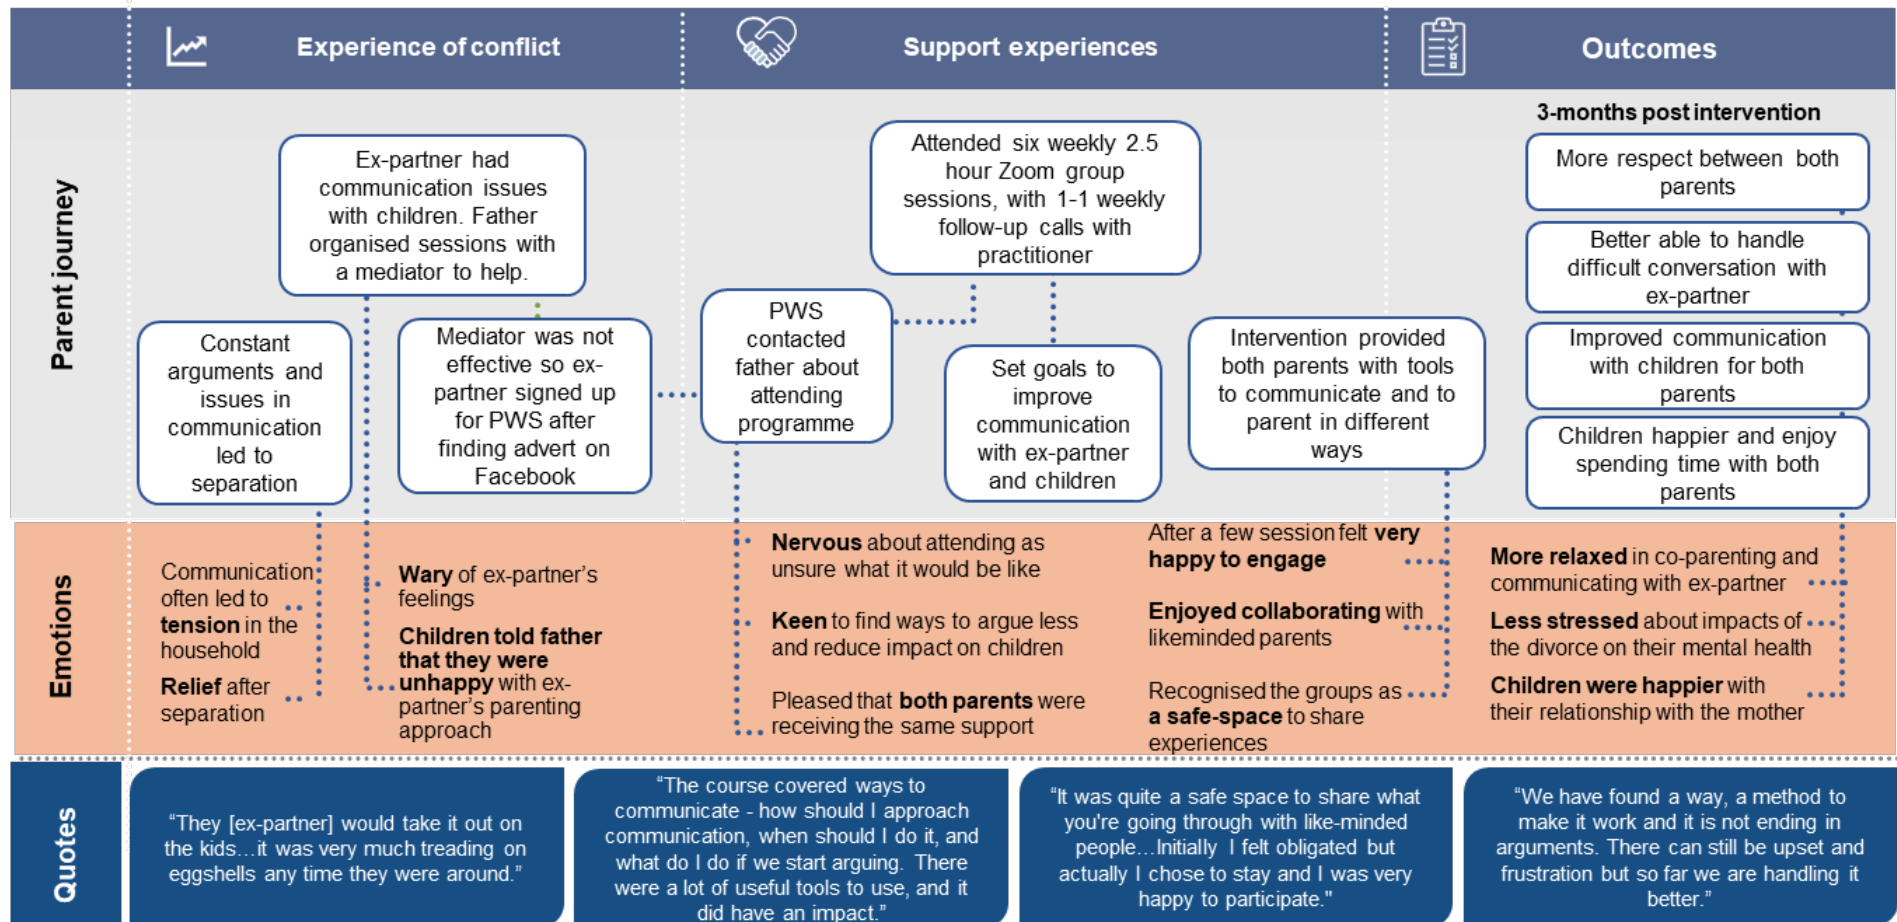 Experience of conflict
Support experiences
Outcomes
Parent journey
Ex-partner had
communication issues
with children. Father
organised sessions with
a mediator to help.
Constant
arguments and
issues in
communication
led to
separation
Mediator was not
effective so ex-
partner signed up
for PWS after
finding advert on
Facebook
PWS
contacted
father about
attending
programme
Attended six weekly 2.5
hour Zoom group
sessions, with 1-1 weekly
follow-up calls with
practitioner
Set goals to
improve
communication
with ex-partner
and children
Intervention provided
both parents with tools
to communicate and to
parent in different
ways
3-months post intervention
More respect between both
parents
Better able to handle
difficult conversation with
ex-partner
Improved communication
with children for both
parents
Children happier and enjoy
spending time with both
parents
Emotions
Communication
often led to
tension in the
household
Relief after
separation
Wary of ex-partner's
feelings
Children told father
that they were
unhappy with ex-
partner's parenting
approach
Nervous about attending as
unsure what it would be like
Keen to find ways to argue less
and reduce impact on children
Pleased that both parents were
receiving the same support
After a few session felt very
happy to engage
Enjoyed collaborating with
likeminded parents
Recognised the groups as
a safe-space to share
experiences
More relaxed in co-parenting and
communicating with ex-partner
Less stressed about impacts of
the divorce on their mental health
Children were happier with
their relationship with the mother
Quotes
“They [ex-partner] would take it out on
the kids…it was very much treading on
eggshells any time they were around.”
“The course covered ways to
communicate - how should I approach
communication, when should I do it, and
what do I do if we start arguing. There
were a lot of useful tools to use, and it
did have an impact.”
“It was quite a safe space to share what
you're going through with like-minded
people…Initially I felt obligated but
actually I chose to stay and I was very
happy to participate."
“We have found a way, a method to
make it work and it is not ending in
arguments. There can still be upset and
frustration but so far we are handling it
better.”